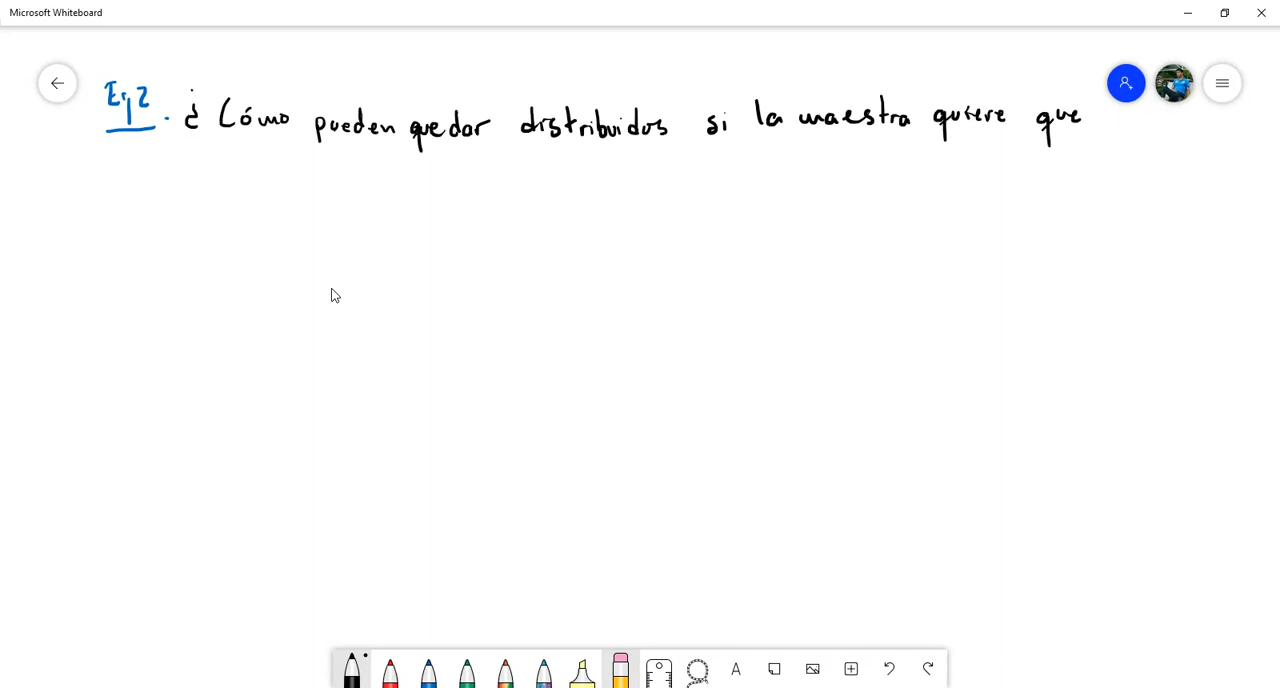 Microsoft Whiteboard
Ej 2. ¿Cómo pueden quedar distribuidos si la maestra quiere que